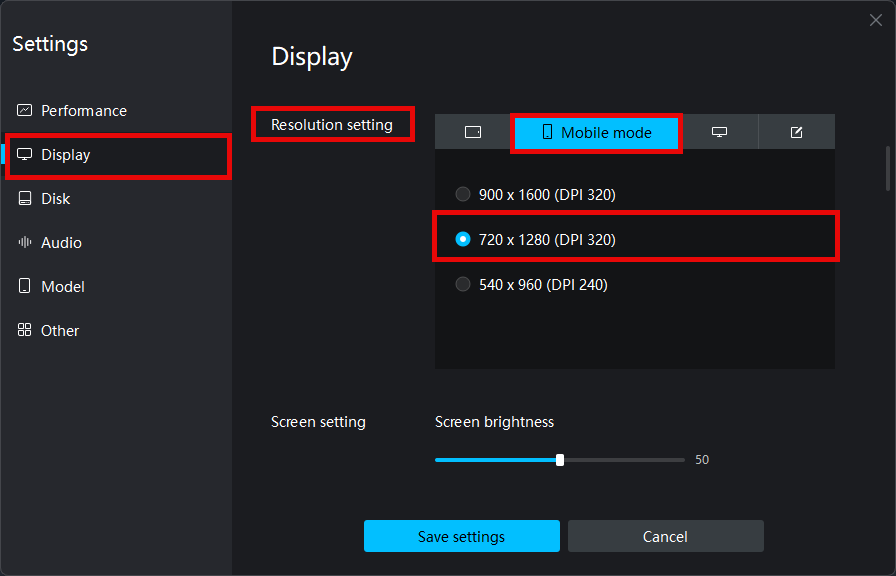 Settings
Performance
Display
Disk
Audio
Model
Other
Display
Resolution setting
Mobile mode
900 x 1600 (DPI 320)
720 x 1280 (DPI 320)
540 x 960 (DPI 240)
Screen setting
Screen brightness
50
Save settings
Cancel